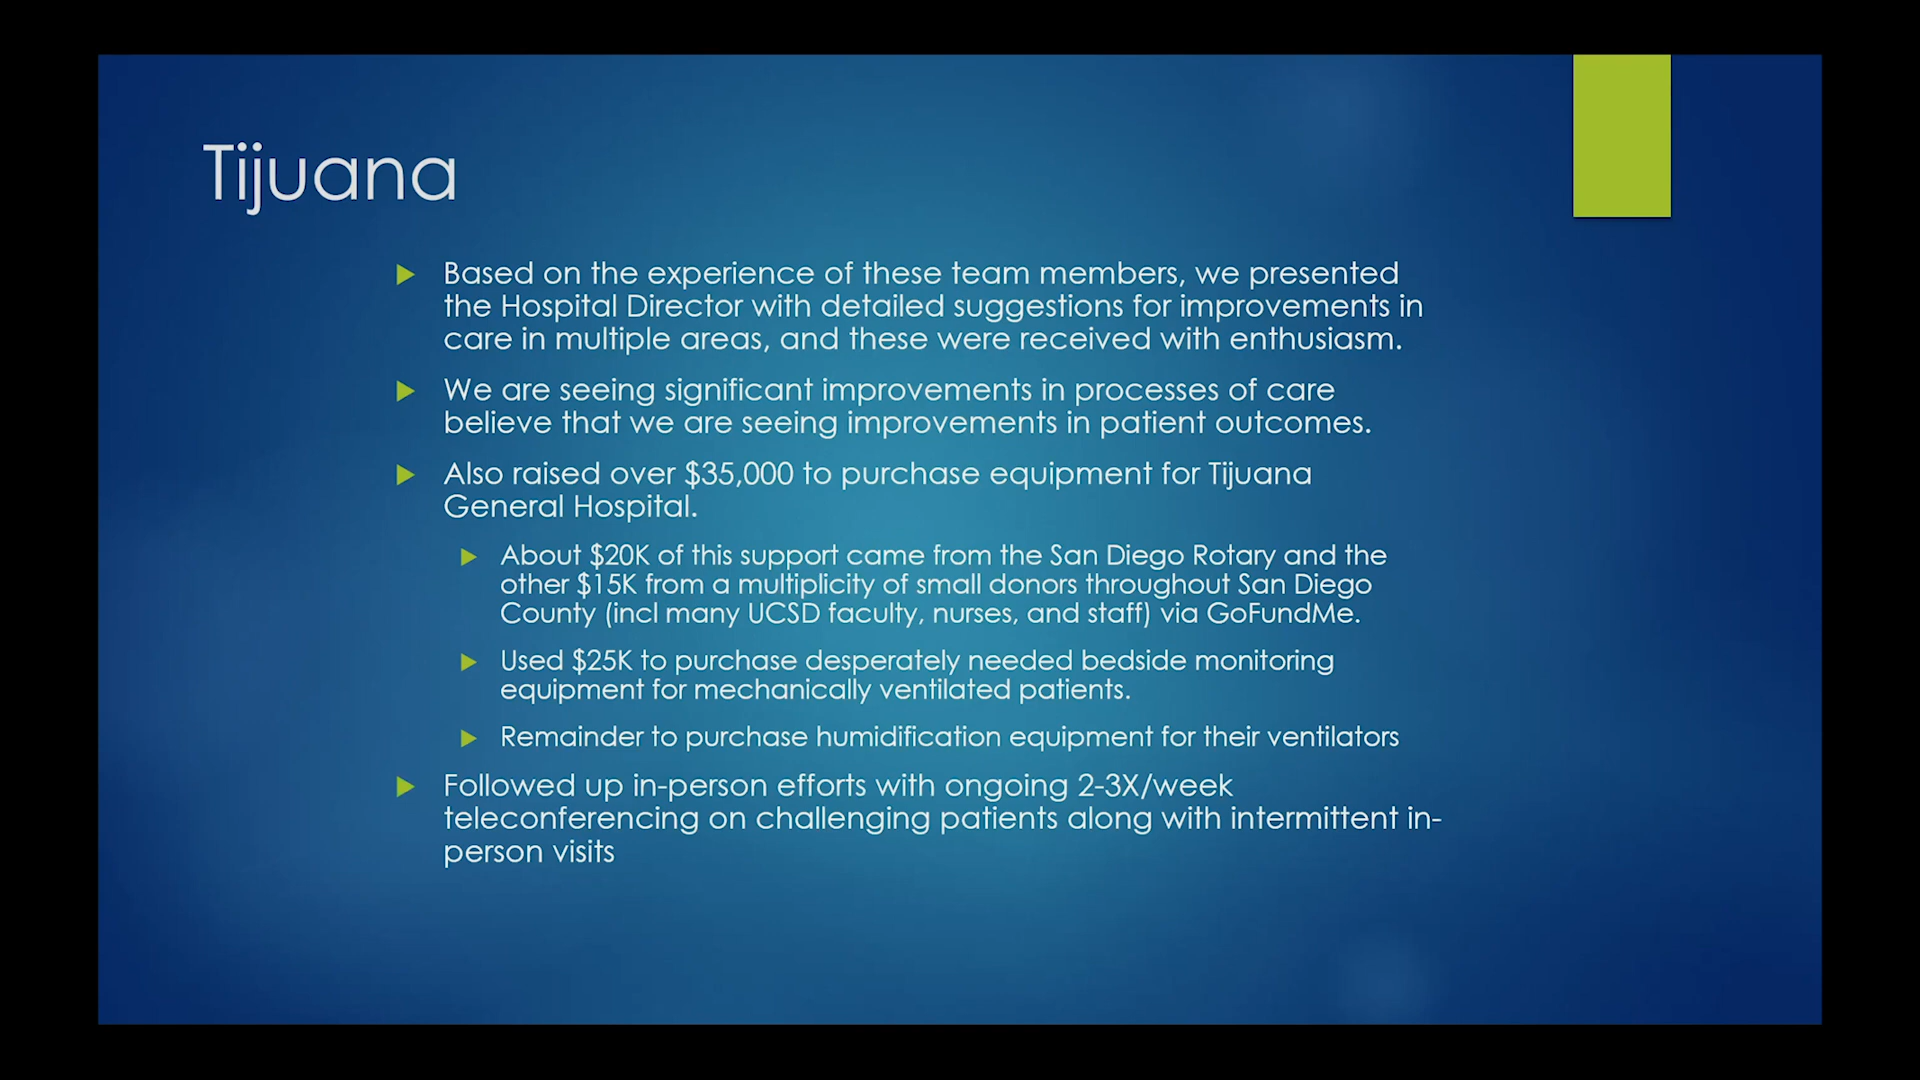 Tijuana
Based on the experience of these team members, we presented
the Hospital Director with detailed suggestions for improvements in
care in multiple areas, and these were received with enthusiasm.
We are seeing significant improvements in processes of care
believe that we are seeing improvements in patient outcomes.
Also raised over $35,000 to purchase equipment for Tijuana
General Hospital.
About $20K of this support came from the San Diego Rotary and the
other $15K from a multiplicity of small donors throughout San Diego
County (incl many UCSD faculty, nurses, and staff) via GoFundMe.
Used $25K to purchase desperately needed bedside monitoring
equipment for mechanically ventilated patients.
Remainder to purchase humidification equipment for their ventilators
Followed up in-person efforts with ongoing 2-3X/week
teleconferencing on challenging patients along with intermittent in-
person visits